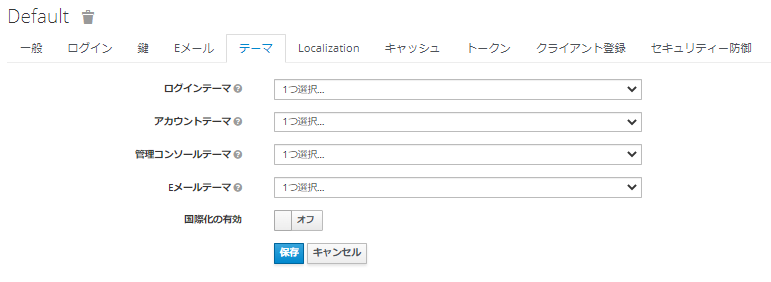 Default
一般 ログイン 鍵 Eメール テーマ Localization キャッシュ トークン クライアント登録 セキュリティー防御
ログインテーマ 1つ選択...
アカウントテーマ 1つ選択...
管理コンソールテーマ 1つ選択...
Eメールテーマ 1つ選択...
国際化の有効 オフ
保存 キャンセル